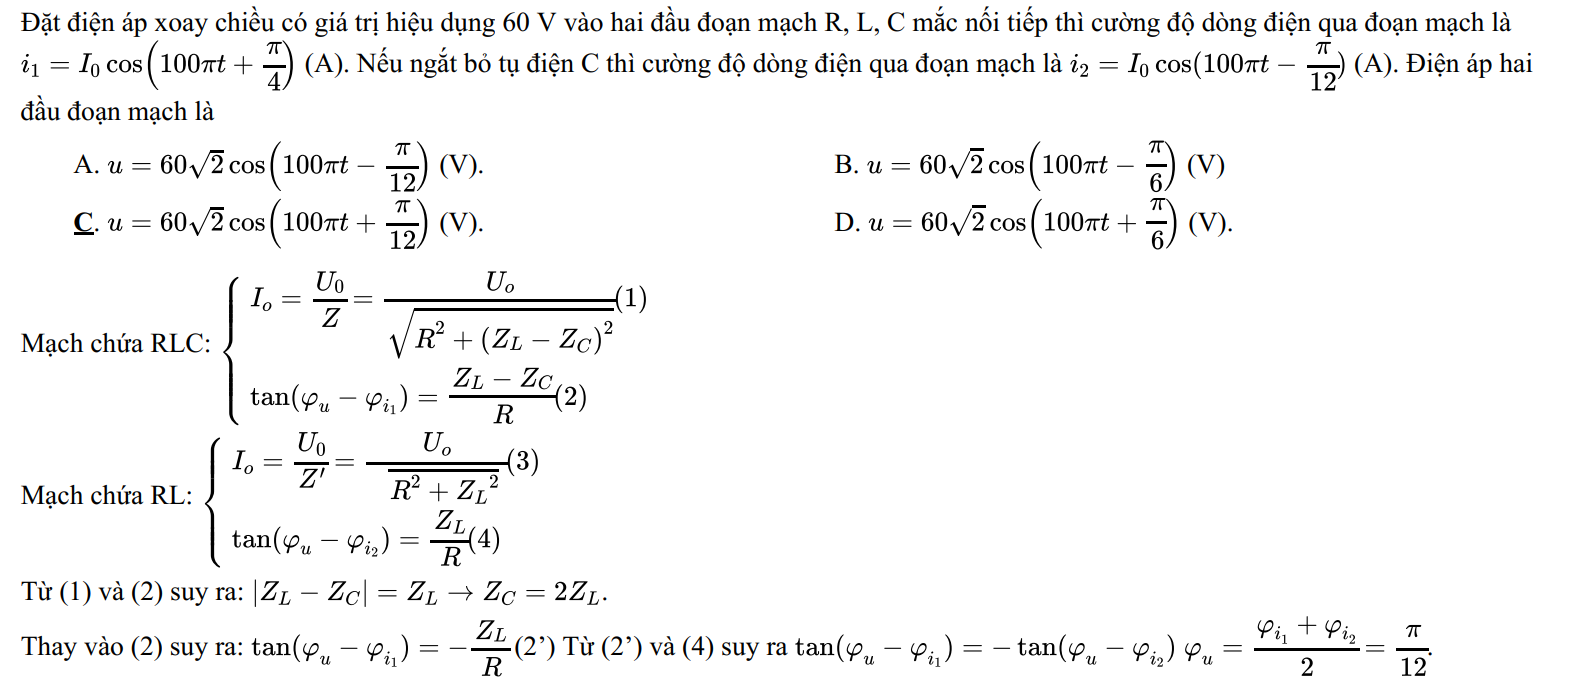 Đặt điện áp xoay chiều có giá trị hiệu dụng 60 V vào hai đầu đoạn mạch R, L, C mắc nối tiếp thì cường độ dòng điện qua đoạn mạch là
$i_1 = I_0 \cos\left(100\pi t + \frac{\pi}{4}\right)$ (A). Nếu ngắt bỏ tụ điện C thì cường độ dòng điện qua đoạn mạch là $i_2 = I_0 \cos(100\pi t - \frac{\pi}{12})$ (A). Điện áp hai
đầu đoạn mạch là
A. $u = 60\sqrt{2}\cos\left(100\pi t - \frac{\pi}{12}\right)$ (V). B. $u = 60\sqrt{2}\cos\left(100\pi t - \frac{\pi}{6}\right)$ (V)
C. $u = 60\sqrt{2}\cos\left(100\pi t + \frac{\pi}{12}\right)$ (V). D. $u = 60\sqrt{2}\cos\left(100\pi t + \frac{\pi}{6}\right)$ (V).
Mạch chứa RLC: $\begin{cases} I_o = \frac{U_0}{Z} = \frac{U_o}{\sqrt{R^2 + (Z_L - Z_C)^2}} (1) \\ \tan(\varphi_u - \varphi_{i_1}) = \frac{Z_L - Z_C}{R} (2) \end{cases}$
Mạch chứa RL: $\begin{cases} I_o = \frac{U_0}{Z'} = \frac{U_o}{\overline{R^2 + Z_L{}^2}} (3) \\ \tan(\varphi_u - \varphi_{i_2}) = \frac{Z_L}{R} (4) \end{cases}$
Từ (1) và (2) suy ra: $|Z_L - Z_C| = Z_L \rightarrow Z_C = 2Z_L$.
Thay vào (2) suy ra: $\tan(\varphi_u - \varphi_{i_1}) = -\frac{Z_L}{R}$ (2’) Từ (2’) và (4) suy ra $\tan(\varphi_u - \varphi_{i_1}) = -\tan(\varphi_u - \varphi_{i_2})$ $\varphi_u = \frac{\varphi_{i_1} + \varphi_{i_2}}{2} = \frac{\pi}{12}$.